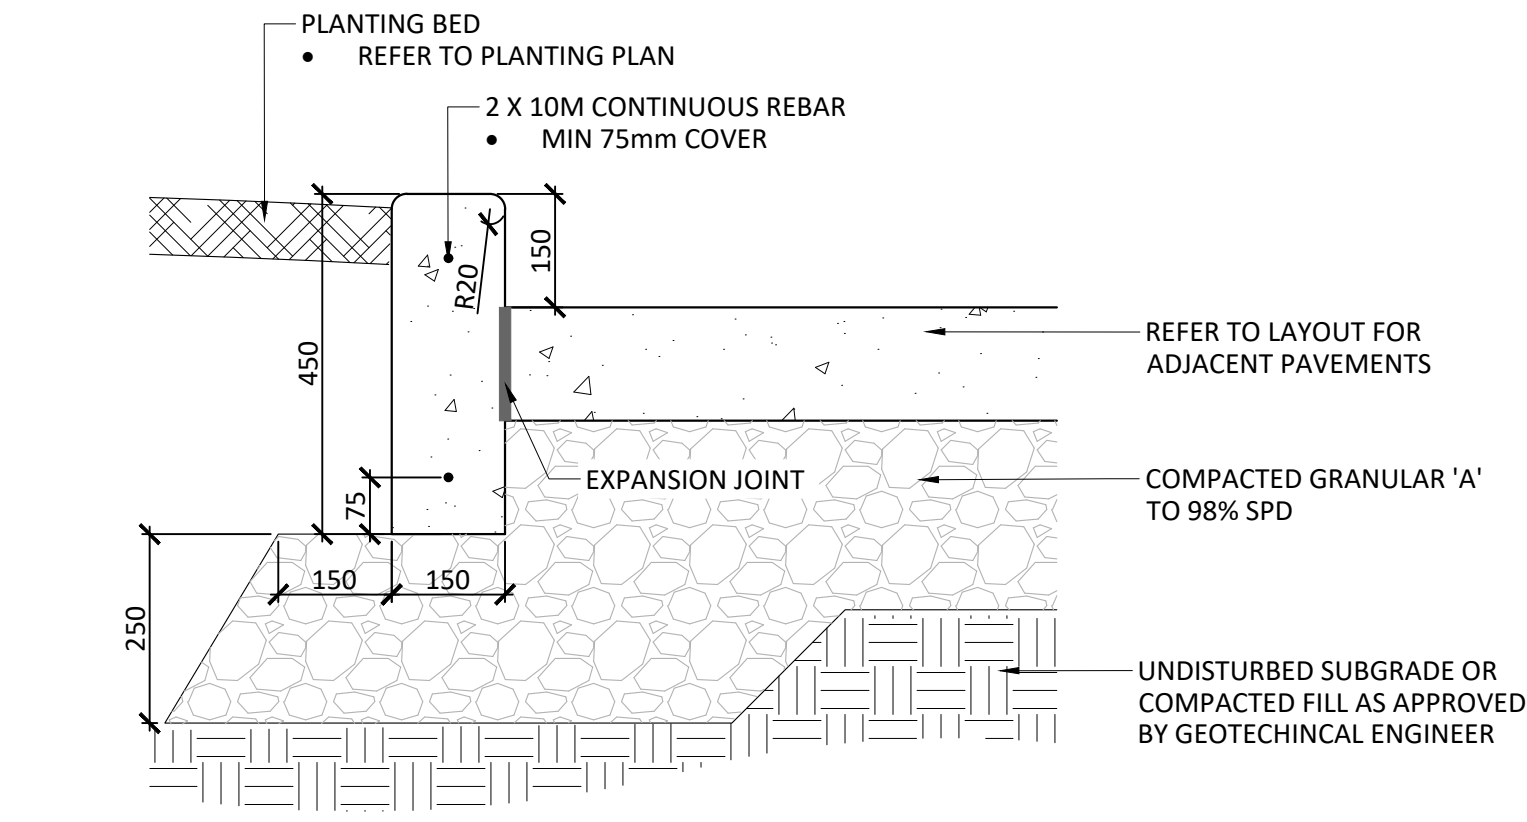 PLANTING BED
• REFER TO PLANTING PLAN
2 X 10M CONTINUOUS REBAR
• MIN 75mm COVER
150
R20
450
REFER TO LAYOUT FOR
ADJACENT PAVEMENTS
EXPANSION JOINT
COMPACTED GRANULAR 'A'
TO 98% SPD
75
150 150
250
UNDISTURBED SUBGRADE OR
COMPACTED FILL AS APPROVED
BY GEOTECHINCAL ENGINEER